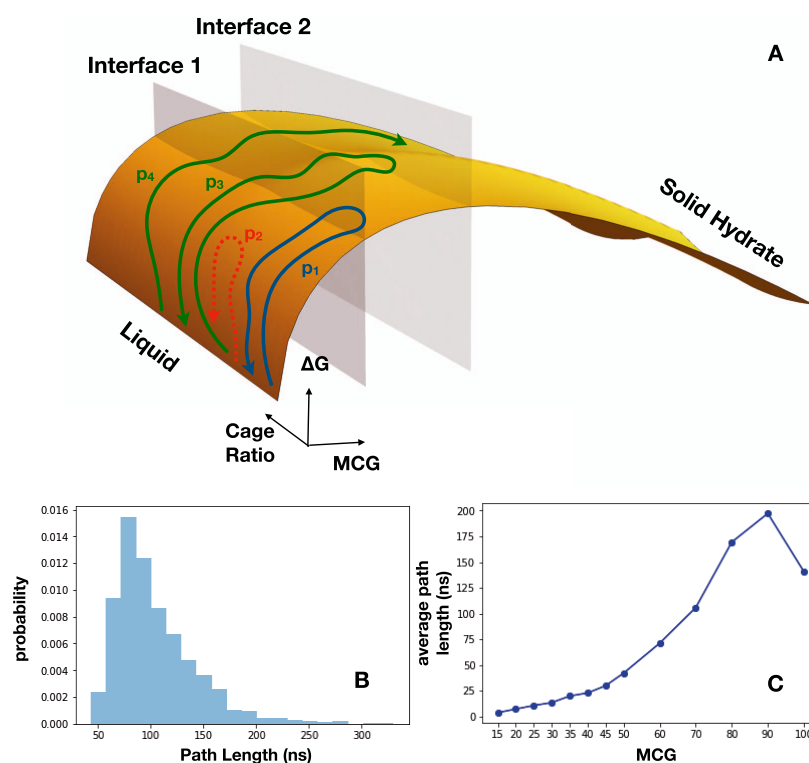 A
Interface 2
Interface 1
p4
p3
p2
p1
Solid Hydrate
Liquid
ΔG
Cage
Ratio
MCG
0.016
0.014
0.012
0.010
0.008
0.006
0.004
0.002
0.000
probability
50
100
150
200
250
300
Path Length (ns)
B
200
175
150
125
100
75
50
25
0
average path
length (ns)
15
20
25
30
35
40
45
50
60
70
80
90
100
MCG
C